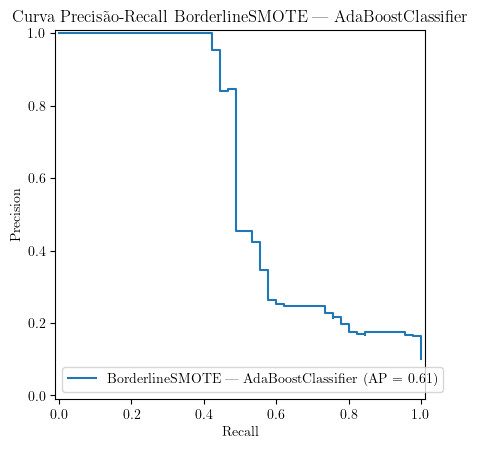 Curva Precisão-Recall BorderlineSMOTE — AdaBoostClassifier
1.0
0.8
0.6
0.4
0.2
0.0
Precision
BorderlineSMOTE — AdaBoostClassifier (AP = 0.61)
0.0 0.2 0.4 0.6 0.8 1.0
Recall